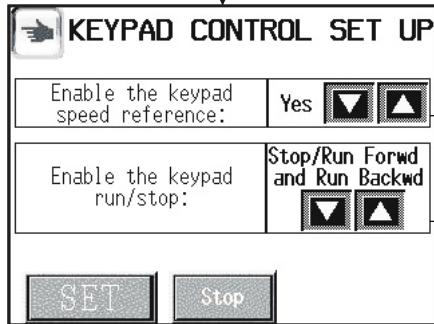 KEYPAD CONTROL SET UP
Enable the keypad
speed reference:
Yes
Enable the keypad
run/stop:
Stop/Run Forwd
and Run Backwd
SET
Stop